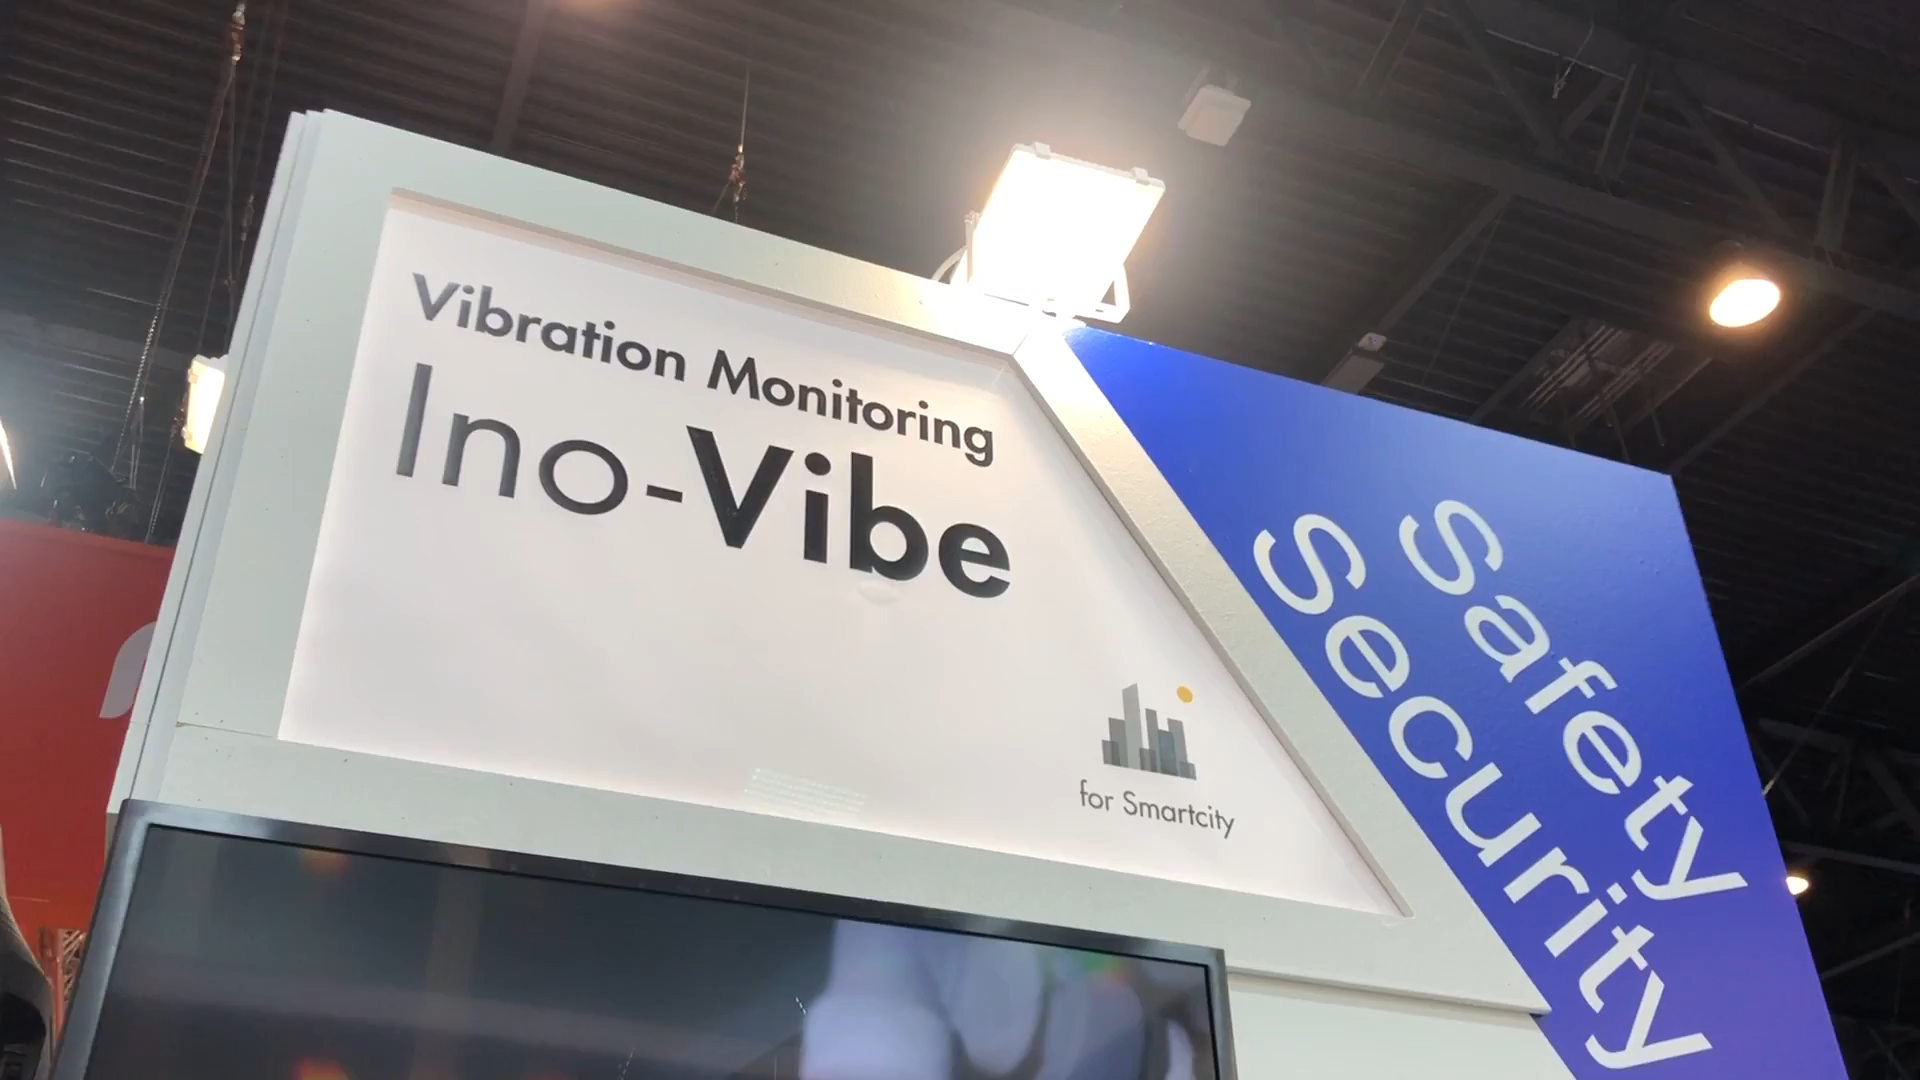 Vibration Monitoring
Ino-Vibe
for Smartcity
Safety
Security